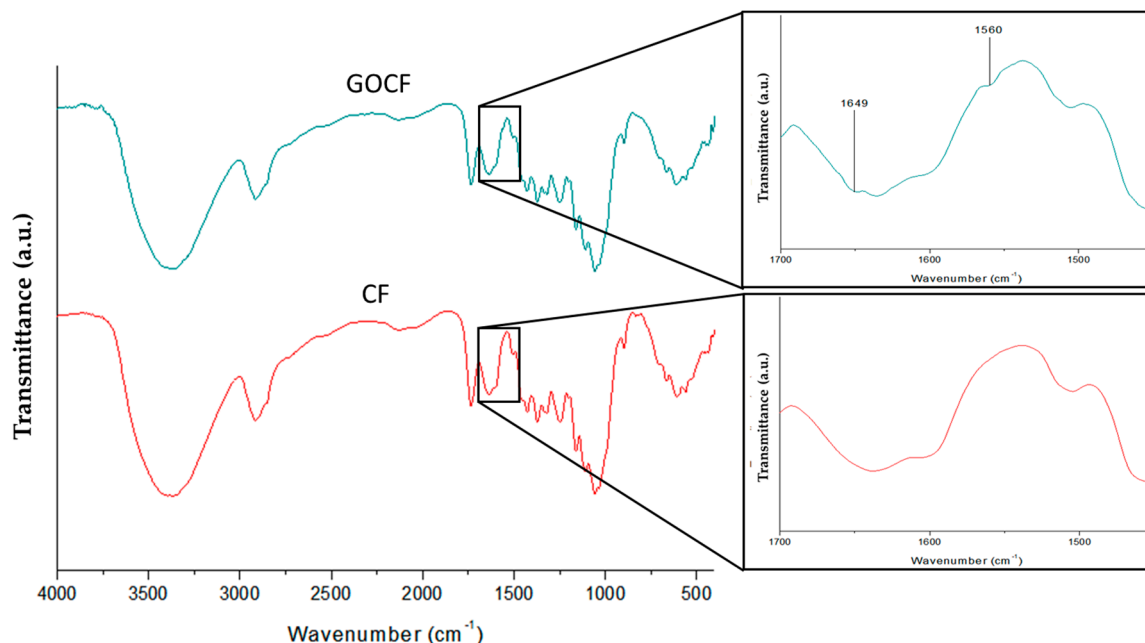 GOCF
CF
Transmittance (a.u.)
4000 3500 3000 2500 2000 1500 1000 500
Wavenumber (cm⁻¹)
1560
1649
Transmittance (a.u.)
1700 1600 1500
Wavenumber (cm⁻¹)
Transmittance (a.u.)
1700 1600 1500
Wavenumber (cm⁻¹)